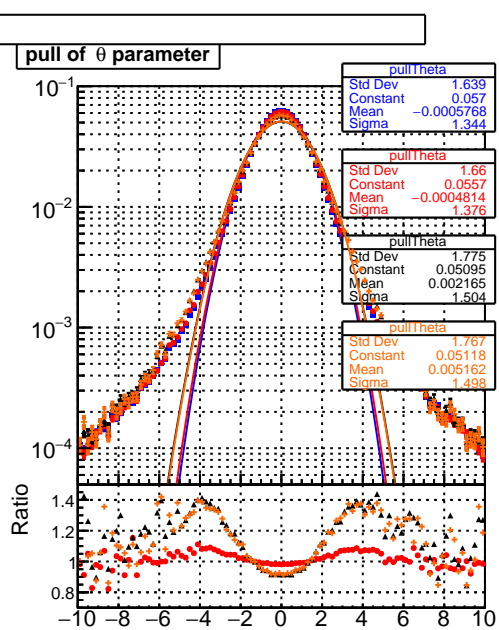 pull of θ parameter
10⁻¹
10⁻²
10⁻³
10⁻⁴
pullTheta
Std Dev 1.639
Constant 0.057
Mean −0.0005768
Sigma 1.344
pullTheta
Std Dev 1.66
Constant 0.0557
Mean −0.0004814
Sigma 1.376
pullTheta
Std Dev 1.775
Constant 0.05095
Mean 0.002165
Sigma 1.504
pullTheta
Std Dev 1.767
Constant 0.05118
Mean 0.005162
Sigma 1.498
Ratio
1.4
1.2
1
0.8
−10 −8 −6 −4 −2 0 2 4 6 8 10